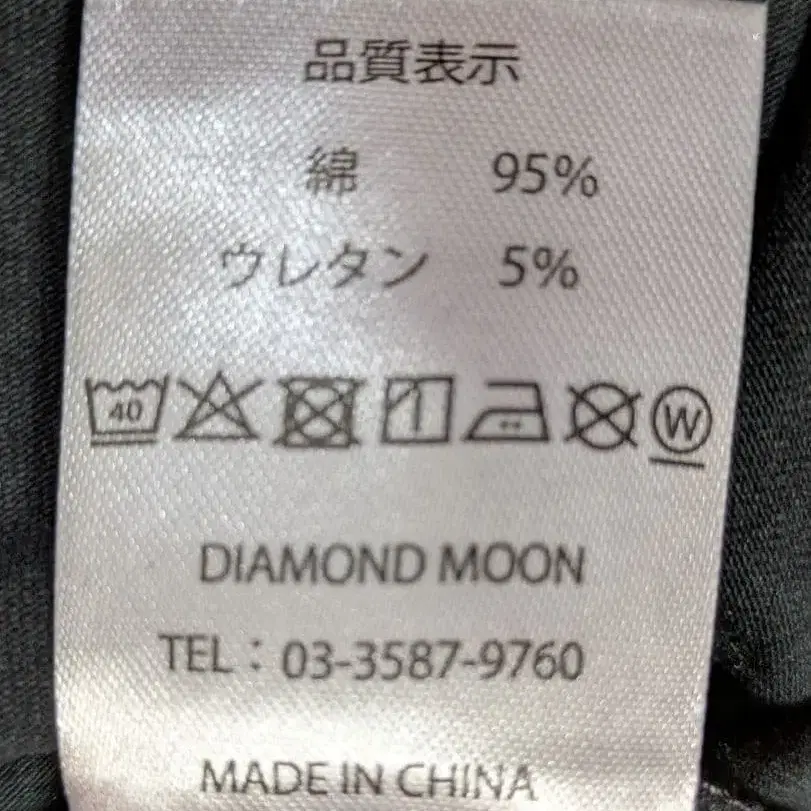 品質表示
綿 95%
ウレタン 5%
40 W
DIAMOND MOON
TEL：03-3587-9760
MADE IN CHINA